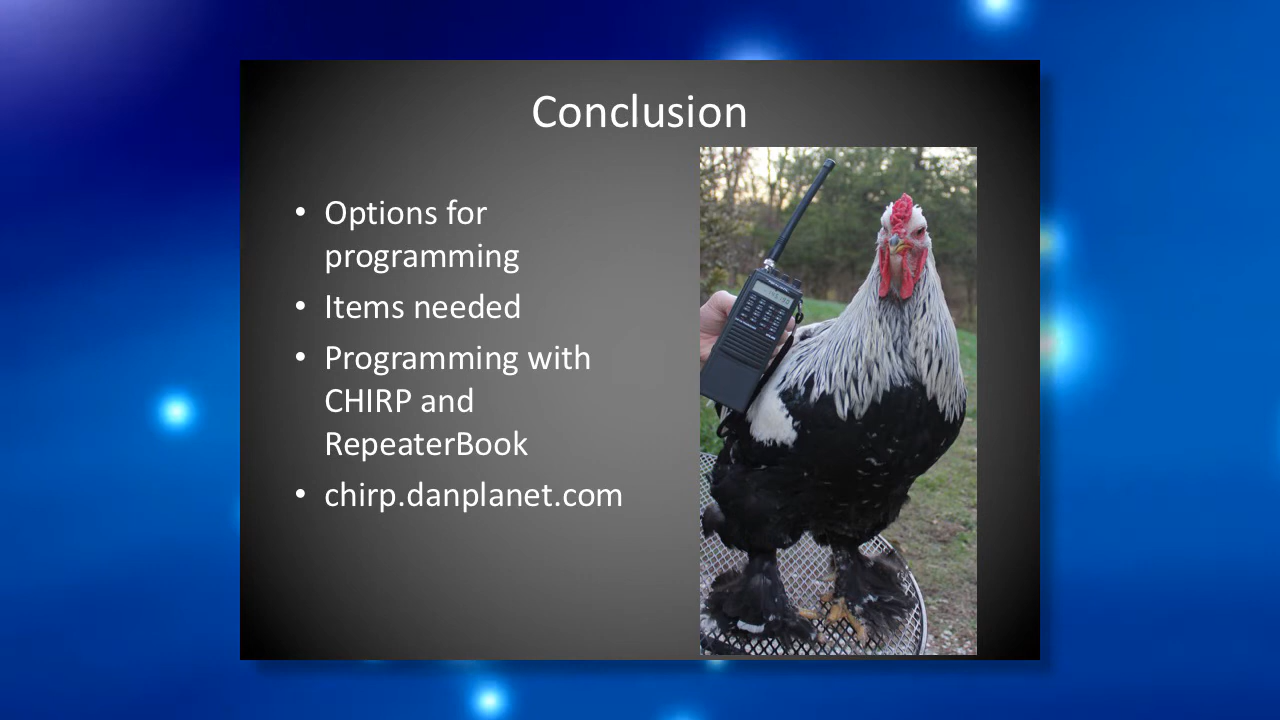 Conclusion
• Options for
programming
• Items needed
• Programming with
CHIRP and
RepeaterBook
• chirp.danplanet.com